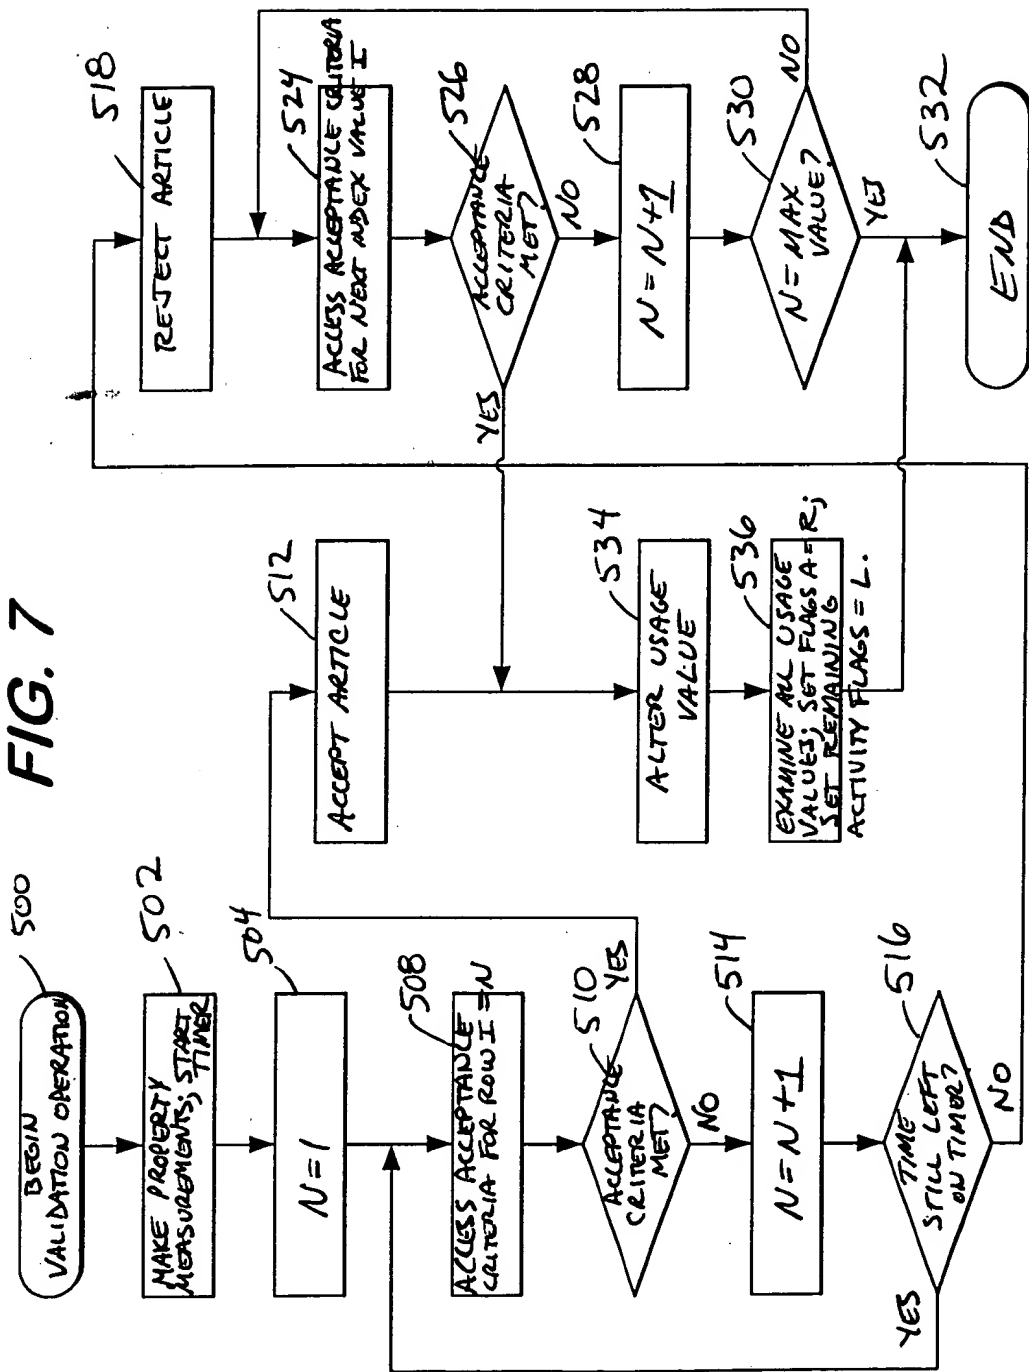 FIG. 7
500
BEGIN
VALIDATION OPERATION
502
MAKE PROPERTY
MEASUREMENTS; START
TIMER
504
N=1
508
ACCESS ACCEPTANCE
CRITERIA FOR ROW I=N
510
ACCEPTANCE
CRITERIA
MET?
YES
NO
514
N=N+1
516
TIME
STILL LEFT
ON TIMER?
YES
NO
512
ACCEPT ARTICLE
534
ALTER USAGE
VALUE
536
EXAMINE ALL USAGE
VALUES; SET FLAGS A=R;
SET REMAINING
ACTIVITY FLAGS = L.
518
REJECT ARTICLE
524
ACCESS ACCEPTANCE CRITERIA
FOR NEXT INDEX VALUE I
526
ACCEPTANCE
CRITERIA
MET?
YES
NO
528
N=N+1
530
N=MAX
VALUE?
NO
YES
532
END